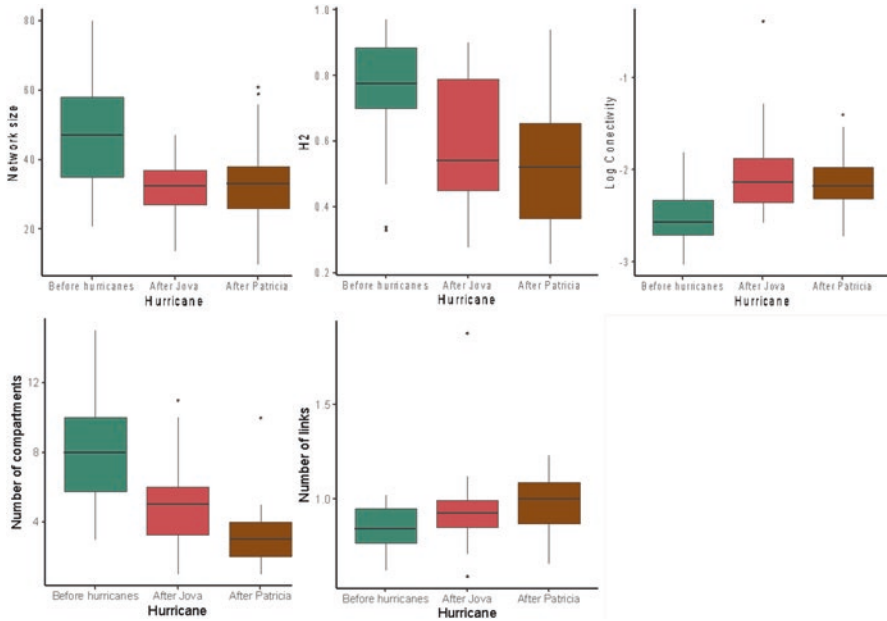 80
60
40
20
Network size
Before hurricanes After Jova After Patricia
Hurricane
1.0
0.8
0.6
0.4
0.2
H2
Before hurricanes After Jova After Patricia
Hurricane
-1
-2
-3
Log Conectivity
Before hurricanes After Jova After Patricia
Hurricane
12
8
4
Number of compartments
Before hurricanes After Jova After Patricia
Hurricane
1.5
1.0
Number of links
Before hurricanes After Jova After Patricia
Hurricane